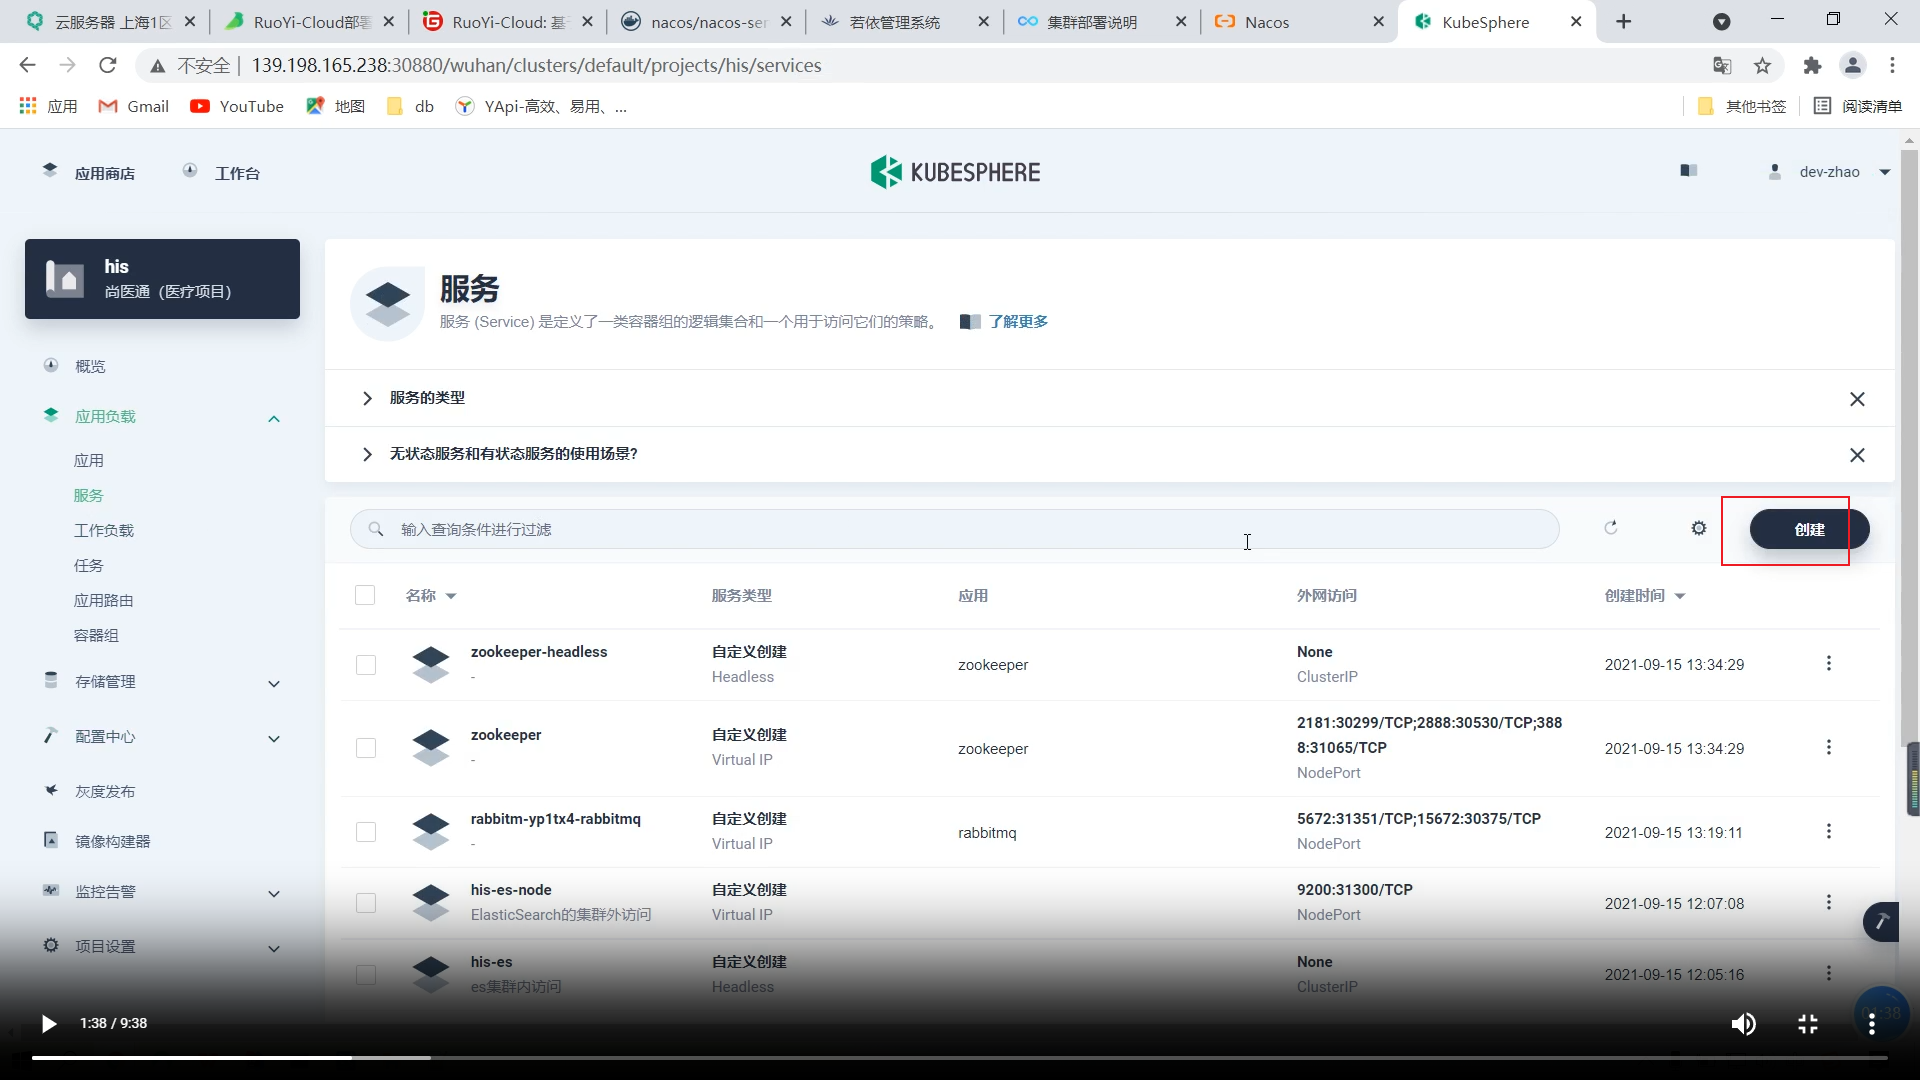 云服务器 上海1区
RuoYi-Cloud部署
RuoYi-Cloud: 基于
nacos/nacos-ser
若依管理系统
集群部署说明
Nacos
KubeSphere
不安全
139.198.165.238:30880/wuhan/clusters/default/projects/his/services
应用
Gmail
YouTube
地图
db
YApi-高效、易用、...
其他书签
阅读清单
应用商店
工作台
KUBESPHERE
dev-zhao
his
尚医通（医疗项目）
概览
应用负载
应用
服务
工作负载
任务
应用路由
容器组
存储管理
配置中心
灰度发布
镜像构建器
监控告警
项目设置
服务
服务 (Service) 是定义了一类容器组的逻辑集合和一个用于访问它们的策略。
了解更多
服务的类型
无状态服务和有状态服务的使用场景?
输入查询条件进行过滤
创建
名称 服务类型 应用 外网访问 创建时间
zookeeper-headless 自定义创建 zookeeper None 2021-09-15 13:34:29
- Headless ClusterIP
zookeeper 自定义创建 zookeeper 2181:30299/TCP;2888:30530/TCP;388
8:31065/TCP 2021-09-15 13:34:29
- Virtual IP NodePort
rabbitm-yp1tx4-rabbitmq 自定义创建 rabbitmq 5672:31351/TCP;15672:30375/TCP 2021-09-15 13:19:11
- Virtual IP NodePort
his-es-node 自定义创建 9200:31300/TCP 2021-09-15 12:07:08
ElasticSearch的集群外访问 Virtual IP NodePort
his-es 自定义创建 None 2021-09-15 12:05:16
es集群内访问 Headless ClusterIP
1:38 / 9:38